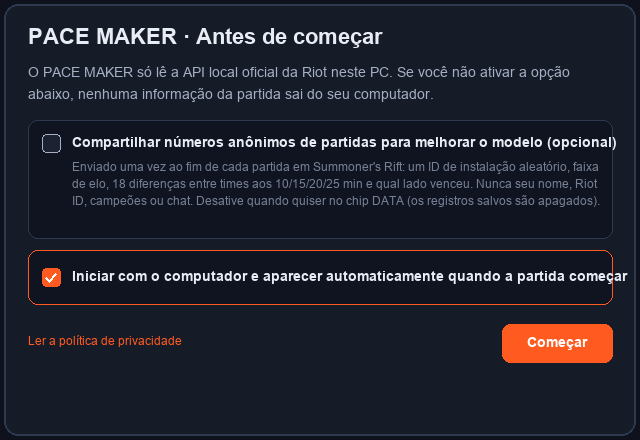 PACE MAKER · Antes de começar
O PACE MAKER só lê a API local oficial da Riot neste PC. Se você não ativar a opção
abaixo, nenhuma informação da partida sai do seu computador.
Compartilhar números anônimos de partidas para melhorar o modelo (opcional)
Enviado uma vez ao fim de cada partida em Summoner's Rift: um ID de instalação aleatório, faixa
de elo, 18 diferenças entre times aos 10/15/20/25 min e qual lado venceu. Nunca seu nome, Riot
ID, campeões ou chat. Desative quando quiser no chip DATA (os registros salvos são apagados).
Iniciar com o computador e aparecer automaticamente quando a partida começar
Ler a política de privacidade
Começar